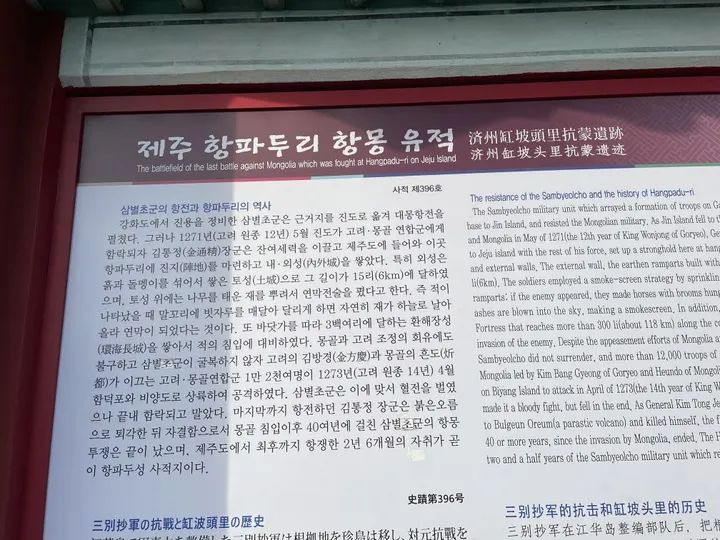 제주 항파두리 항몽 유적
済州缸坡頭里抗蒙遺跡
济州缸坡头里抗蒙遗迹
The battlefield of the last battle against Mongolia which was fought at Hangpadu-ri on Jeju Island
사적 제396호
삼별초군의 항전과 항파두리의 역사
강화도에서 진용을 정비한 삼별초군은 근거지를 진도로 옮겨 대몽항전을
펼쳤다. 그러나 1271년(고려 원종 12년) 5월 진도가 고려·몽골 연합군에게
함락되자 김통정(金通精)장군은 잔여세력을 이끌고 제주도에 들어와 이곳
항파두리에 진지(陣地)를 마련하고 내·외성(內外城)을 쌓았다. 특히 외성은
흙과 돌멩이를 섞어서 쌓은 토성(土城)으로 그 길이가 15리(6km)에 달하였
으며, 토성 위에는 나무를 태운 재를 뿌려서 연막전술을 폈다고 한다. 즉 적이
나타났을 때 말꼬리에 빗자루를 매달아 달리게 하면 자연히 재가 하늘로 날아
올라 연막이 되었다는 것이다. 또 바닷가를 따라 3백여리에 달하는 환해장성
(環海長城)을 쌓아서 적의 침입에 대비하였다. 몽골과 고려 조정의 회유에도
불구하고 삼별초군이 굴복하지 않자 고려의 김방경(金方慶)과 몽골의 흔도(忻
都)가 이끄는 고려·몽골연합군 1만 2천여명이 1273년(고려 원종 14년) 4월
함덕포와 비양도로 상륙하여 공격하였다. 삼별초군은 이에 맞서 혈전을 벌였
으나 끝내 함락되고 말았다. 마지막까지 항전하던 김통정 장군은 붉은오름
으로 퇴각한 뒤 자결함으로서 몽골 침입이후 40여년에 걸친 삼별초군의 항몽
투쟁은 끝이 났으며, 제주도에서 최후까지 항쟁한 2년 6개월의 자취가 곧
이 항파두성 사적지이다.
The resistance of the Sambyeolcho and the history of Hangpadu-ri
The Sambyeolcho military unit which arrayed a formation of troops on Ga
base to Jin Island, and resisted the Mongolian military. As Jin Island fell to th
and Mongolia in May of 1271(the 12th year of King Wonjong of Goryeo), Ge
to Jeju island with the rest of his force, set up a stronghold here at hang
and external walls, The external wall, the earthen ramparts built with
li(6km). The soldiers employed a smoke-screen strategy by sprinklin
ramparts: if the enemy appeared, they made horses with brooms hung
ashes are blown into the sky, making a smokescreen. In addition,
Fortress that reaches more than 300 li(about 118 km) along the co
invasion of the enemy. Despite the appeasement efforts of Mongolia a
Sambyeolcho did not surrender, and more than 12,000 troops of
Mongolia led by Kim Bang Gyeong of Goryeo and Heundo of Mongol
on Biyang Island to attack in April of 1273(the 14th year of King W
made it a bloody fight, but fell in the end, As General Kim Tong Je
to Bulgeun Oreum(a parastic volcano) and killed himself, the f
40 or more years, since the invasion by Mongolia, ended, The H
two and a half years of the Sambyeolcho military unit which re
史蹟第396号
三別抄軍の抗戦と缸波頭里の歴史
三别抄军的抗击和缸坡头里的历史
三别抄军在江华岛整编部队后，把根